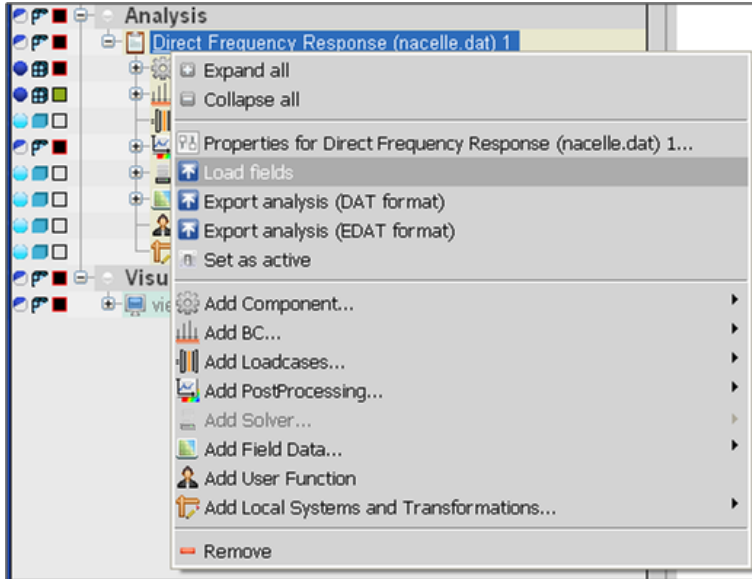 Analysis
Direct Frequency Response (nacelle.dat) 1
Expand all
Collapse all
Properties for Direct Frequency Response (nacelle.dat) 1...
Load fields
Export analysis (DAT format)
Export analysis (EDAT format)
Set as active
Visu
vie
Add Component...
Add BC...
Add Loadcases...
Add PostProcessing...
Add Solver...
Add Field Data...
Add User Function
Add Local Systems and Transformations...
Remove